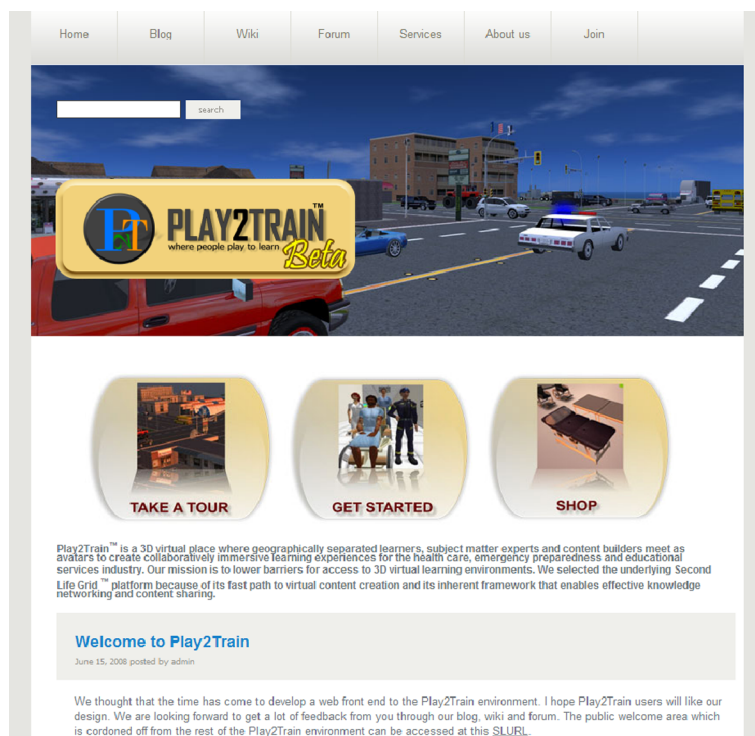 Home Blog Wiki Forum Services About us Join
search
PLAY2TRAIN™
where people play to learn
Beta
TAKE A TOUR
GET STARTED
SHOP
Play2Train™ is a 3D virtual place where geographically separated learners, subject matter experts and content builders meet as
avatars to create collaboratively immersive learning experiences for the health care, emergency preparedness and educational
services industry. Our mission is to lower barriers for access to 3D virtual learning environments. We selected the underlying Second
Life Grid ™ platform because of its fast path to virtual content creation and its inherent framework that enables effective knowledge
networking and content sharing.
Welcome to Play2Train
June 15, 2008 posted by admin
We thought that the time has come to develop a web front end to the Play2Train environment. I hope Play2Train users will like our
design. We are looking forward to get a lot of feedback from you through our blog, wiki and forum. The public welcome area which
is cordoned off from the rest of the Play2Train environment can be accessed at this SLURL.